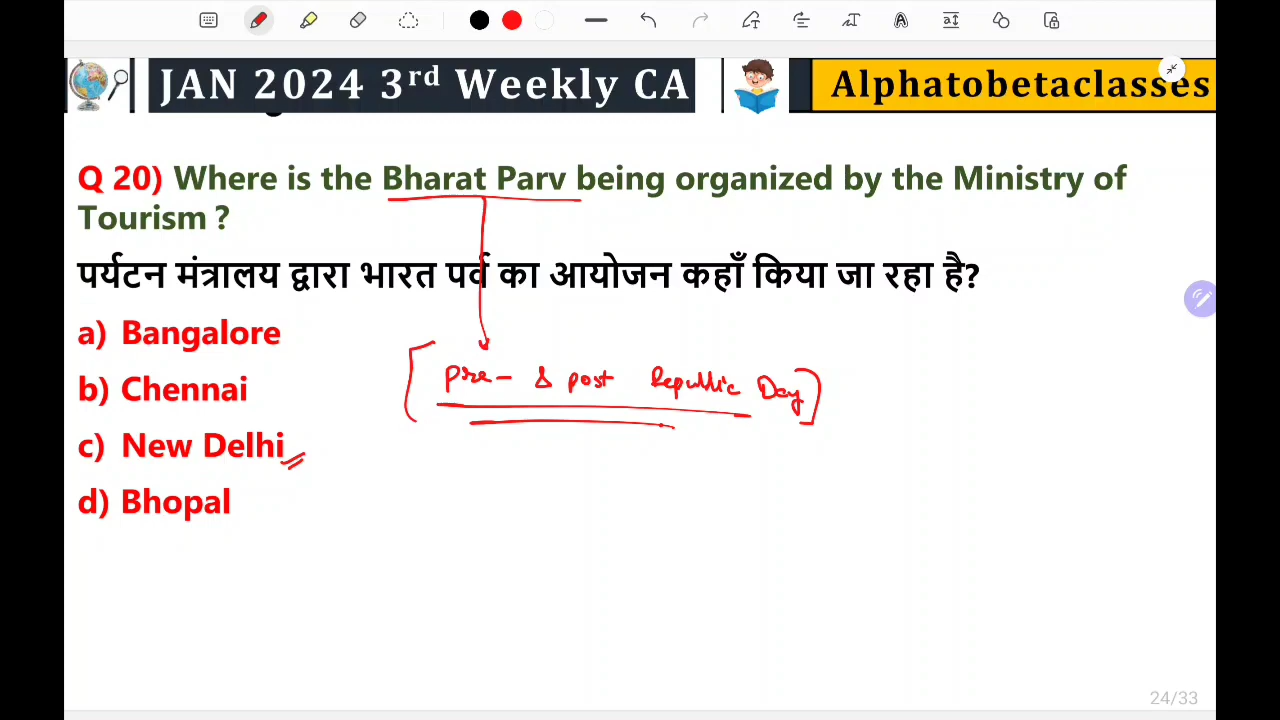 JAN 2024 3rd Weekly CA
Alphatobetaclasses
Q 20) Where is the Bharat Parv being organized by the Ministry of
Tourism ?
पर्यटन मंत्रालय द्वारा भारत पर्व का आयोजन कहाँ किया जा रहा है?
a) Bangalore
pre- & post Republic Day
b) Chennai
c) New Delhi
d) Bhopal
24/33